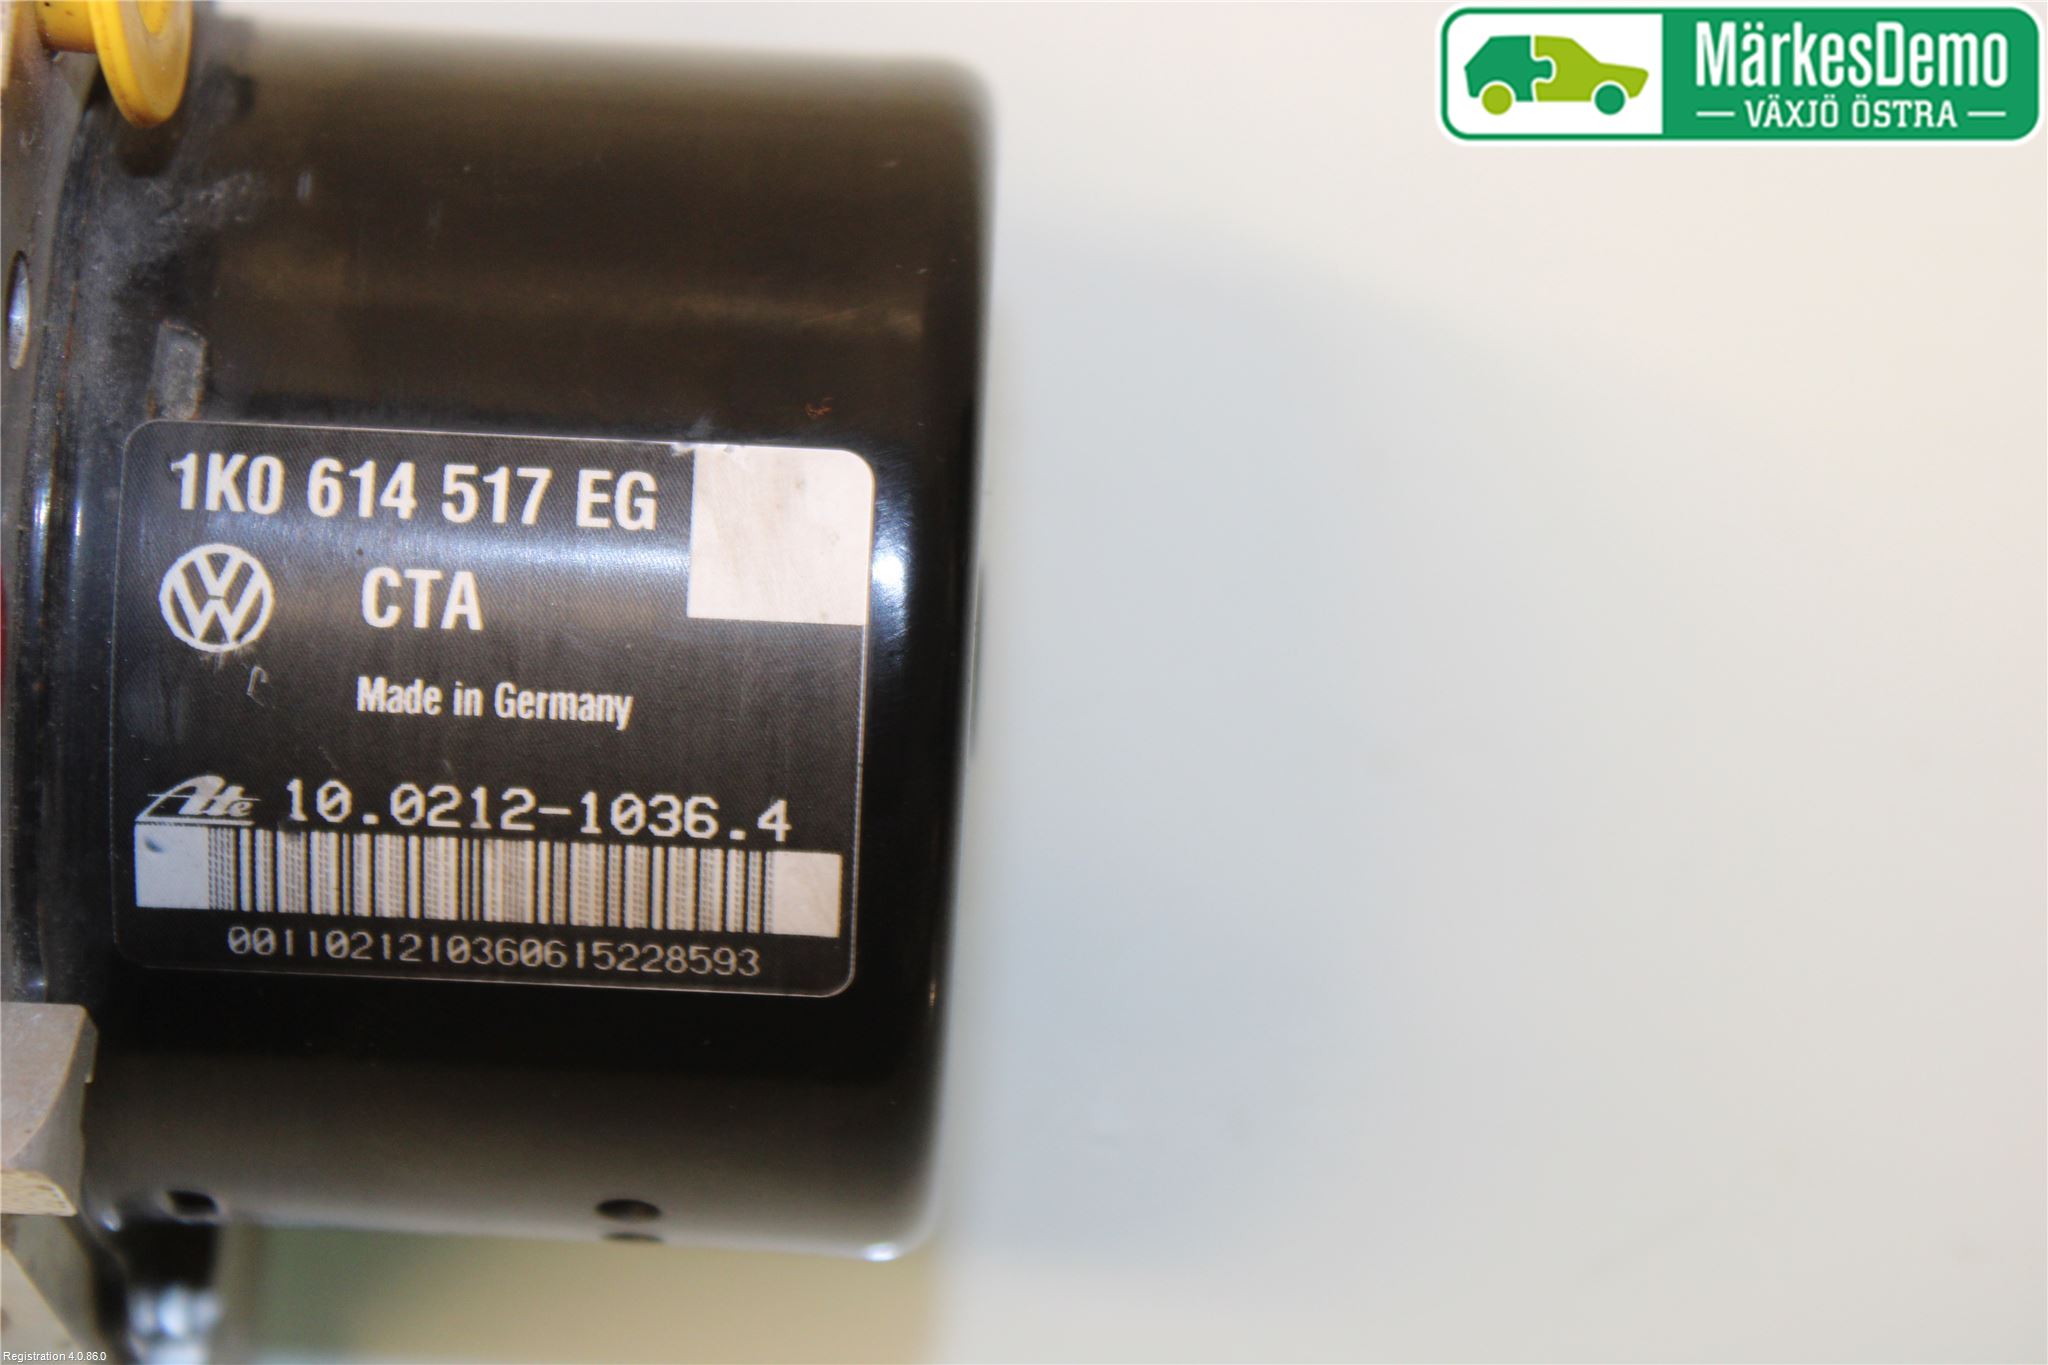 MärkesDemo
VÄXJÖ ÖSTRA
1K0 614 517 EG
CTA
Made in Germany
Ate 10.0212-1036.4
0011021210360615228593
Registration 4.0.86.0